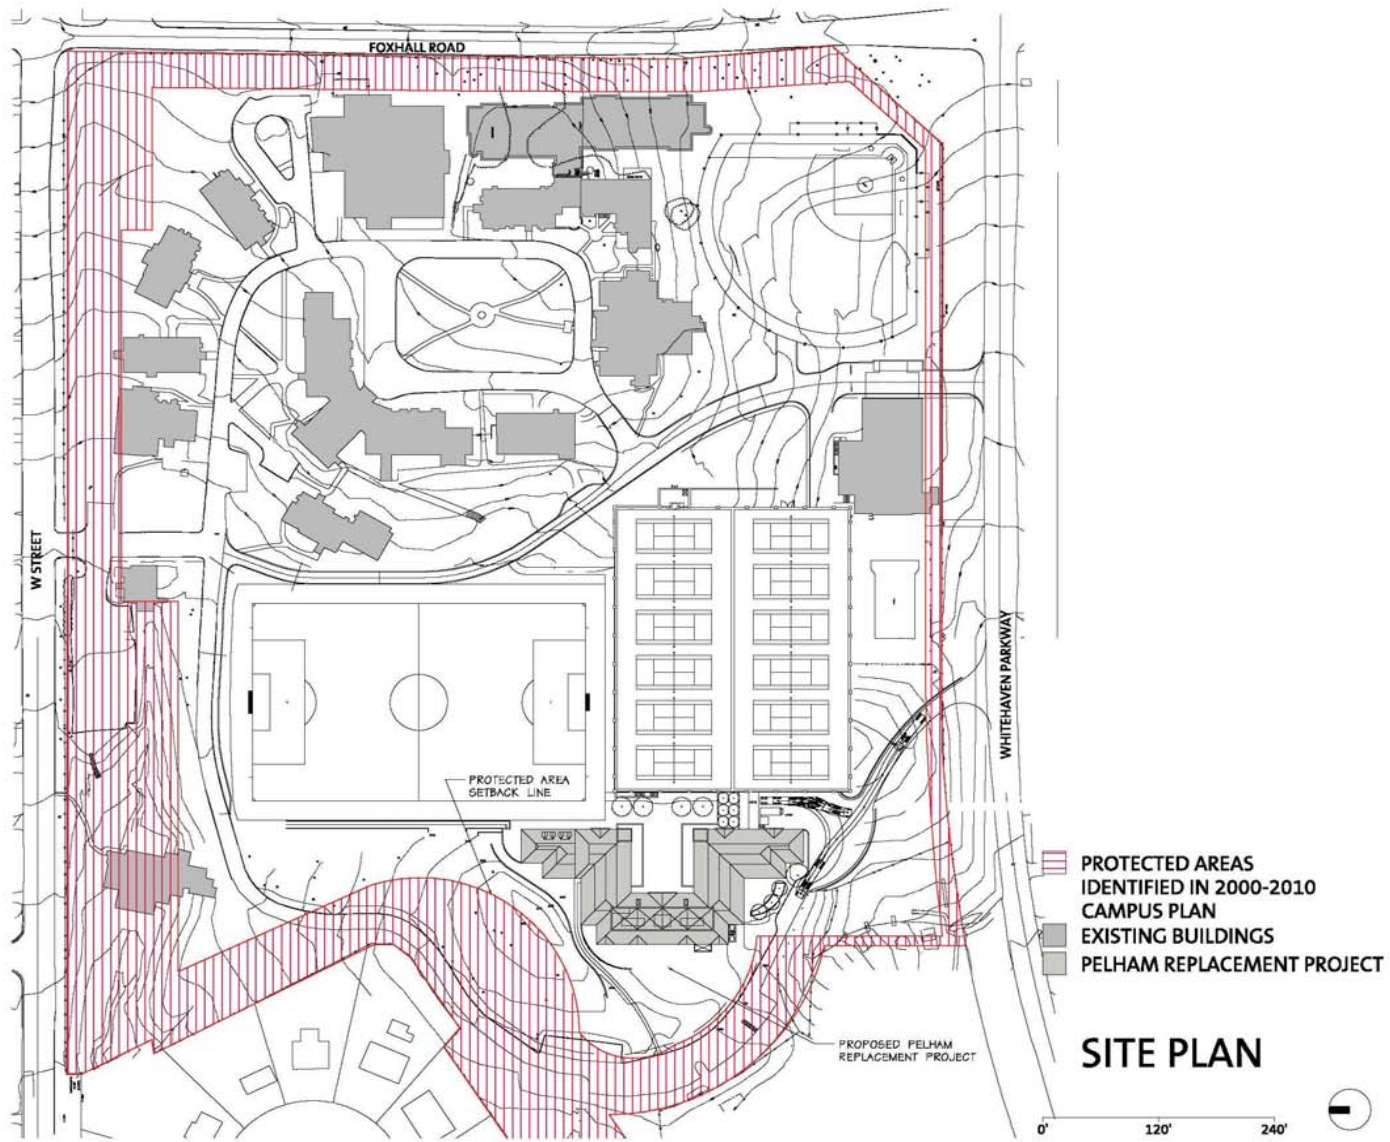 FOXHALL ROAD
W STREET
WHITEHAVEN PARKWAY
PROTECTED AREA
SETBACK LINE
PROTECTED AREAS
IDENTIFIED IN 2000-2010
CAMPUS PLAN
EXISTING BUILDINGS
PELHAM REPLACEMENT PROJECT
PROPOSED PELHAM
REPLACEMENT PROJECT
SITE PLAN
0' 120' 240'